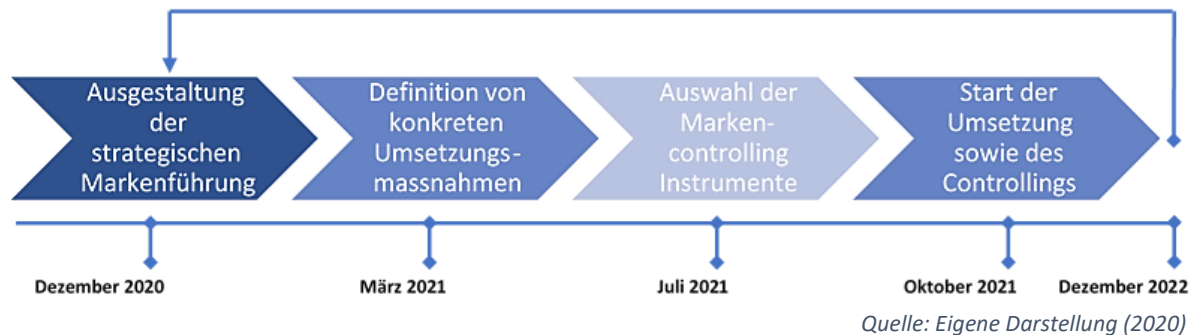 Ausgestaltung
der
strategischen
Markenführung
Definition von
konkreten
Umsetzungs-
massnahmen
Auswahl der
Marken-
controlling
Instrumente
Start der
Umsetzung
sowie des
Controllings
Dezember 2020
März 2021
Juli 2021
Oktober 2021
Dezember 2022
Quelle: Eigene Darstellung (2020)